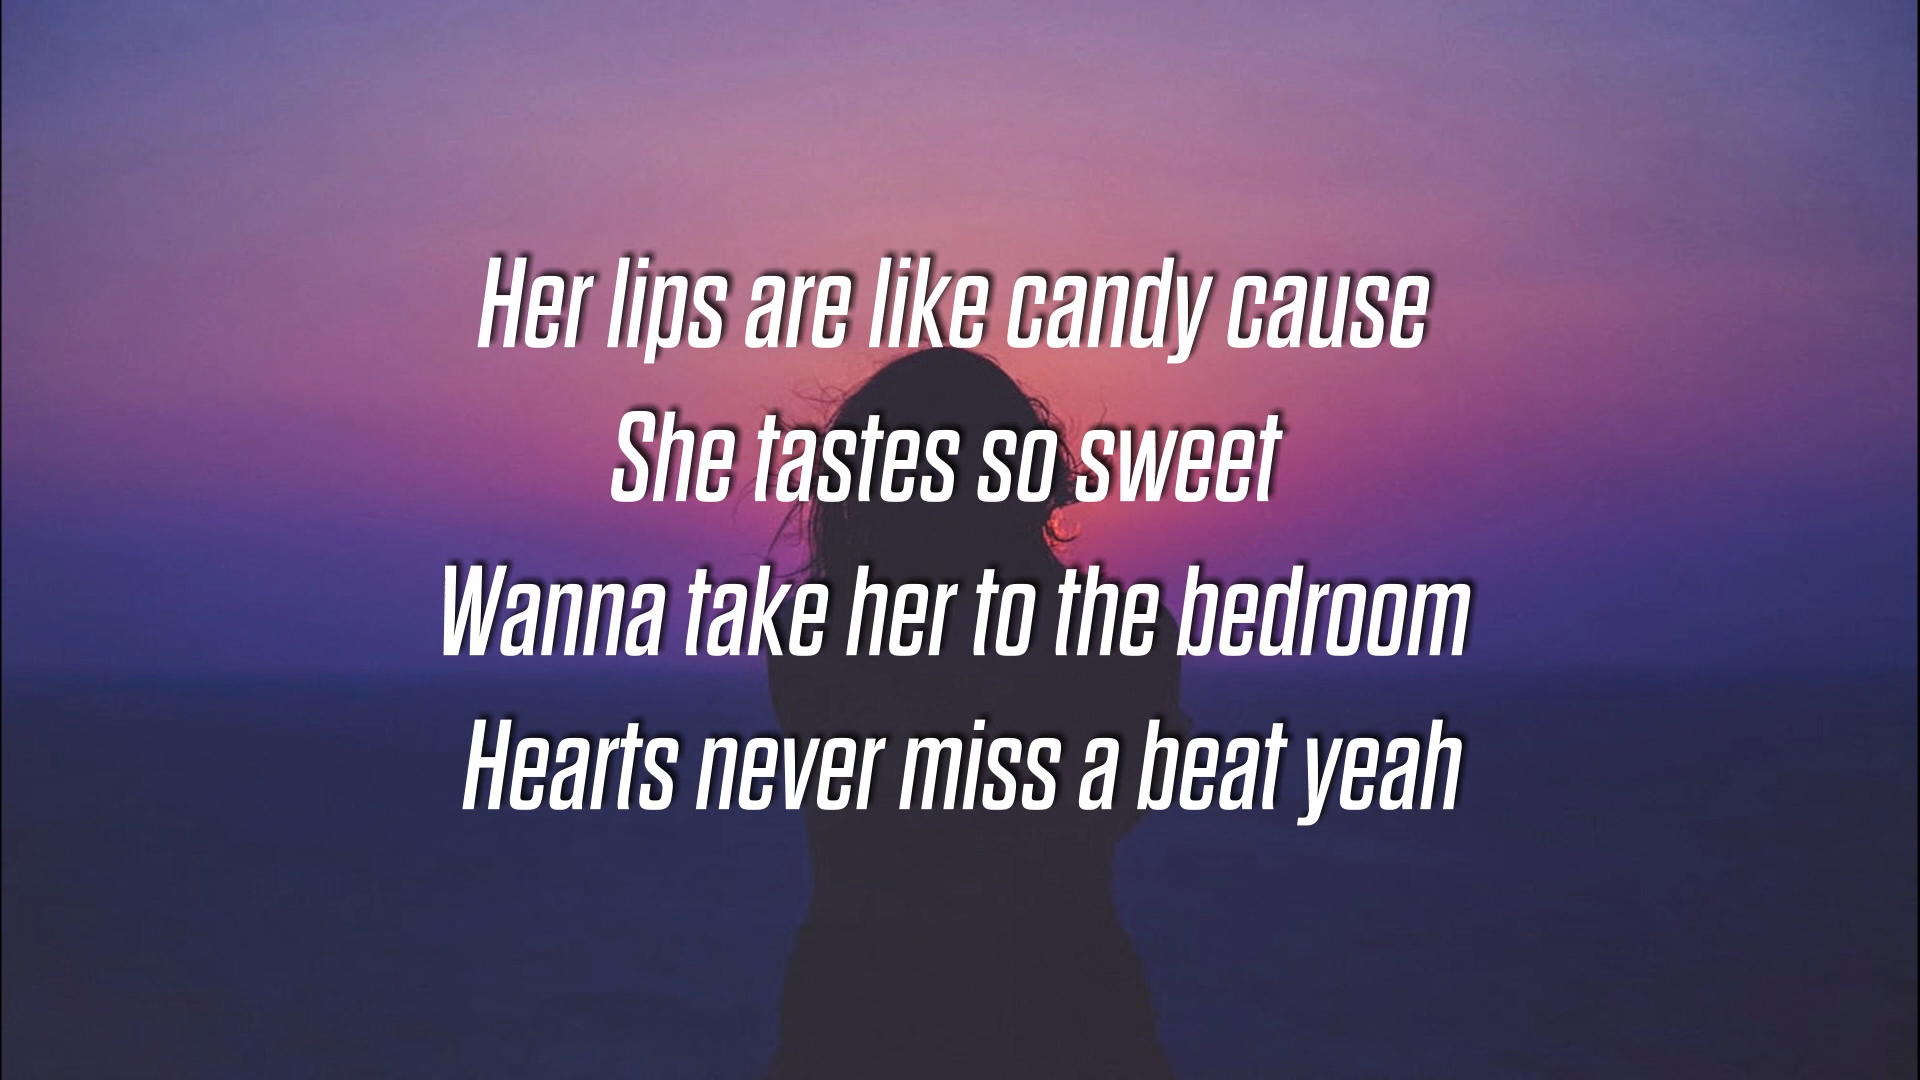 Her lips are like candy cause
She tastes so sweet
Wanna take her to the bedroom
Hearts never miss a beat yeah